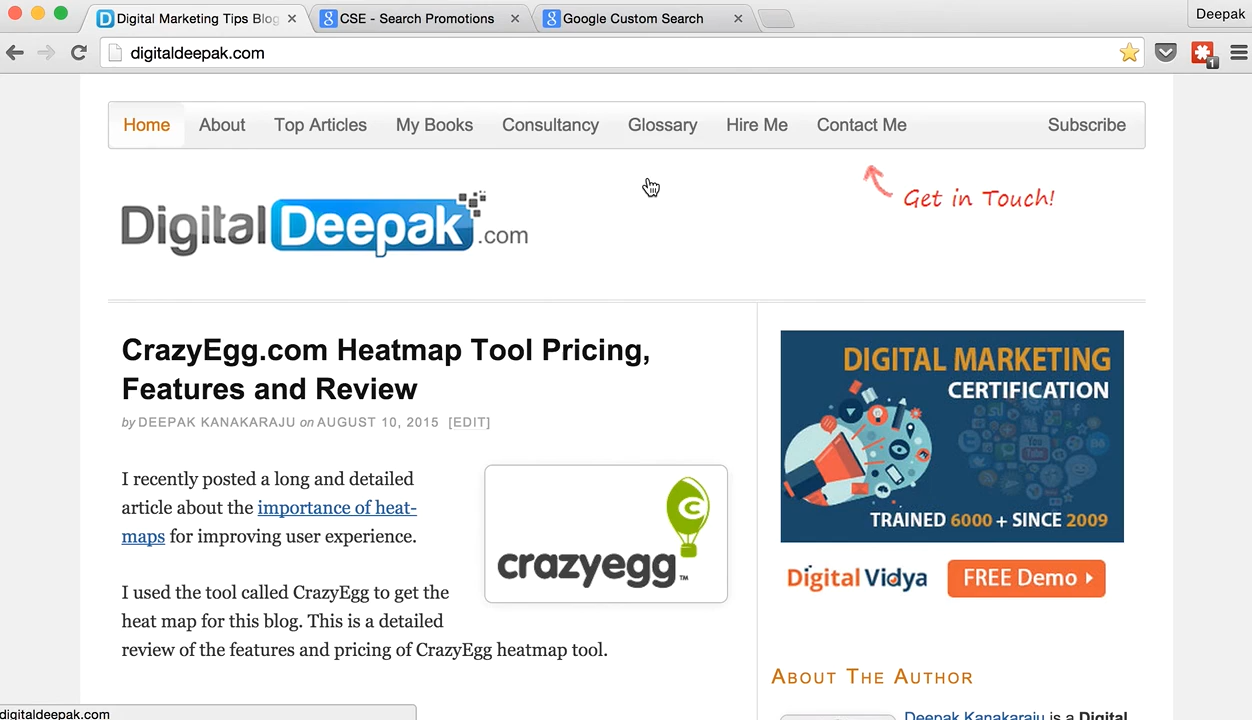 Digital Marketing Tips Blog
CSE - Search Promotions
Google Custom Search
Deepak
digitaldeepak.com
1
Home
About
Top Articles
My Books
Consultancy
Glossary
Hire Me
Contact Me
Subscribe
Get in Touch!
DigitalDeepak.com
CrazyEgg.com Heatmap Tool Pricing,
Features and Review
by DEEPAK KANAKARAJU on AUGUST 10, 2015 [EDIT]
I recently posted a long and detailed
article about the importance of heat-
maps for improving user experience.
crazyegg™
I used the tool called CrazyEgg to get the
heat map for this blog. This is a detailed
review of the features and pricing of CrazyEgg heatmap tool.
DIGITAL MARKETING
CERTIFICATION
You
Tube
TRAINED 6000 + SINCE 2009
Digital Vidya
FREE Demo
ABOUT THE AUTHOR
Deepak Kanakaraju is a Digital
digitaldeepak.com